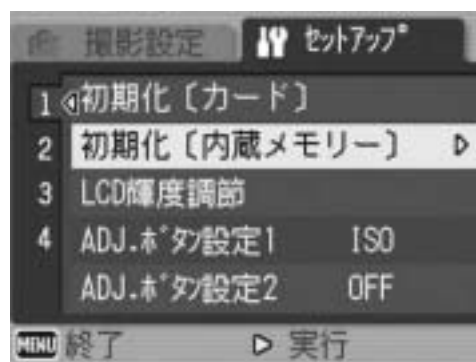 撮影設定 セットアップ
1 初期化〔カード〕
2 初期化〔内蔵メモリー〕
3 LCD輝度調節
4 ADJ.ボタン設定1 ISO
ADJ.ボタン設定2 OFF
MENU 終了 実行